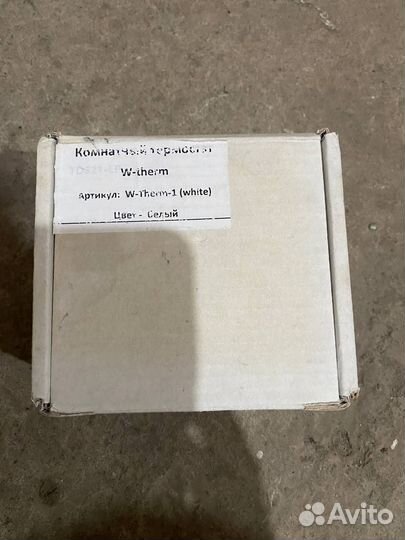 Комнатный термостат
W-therm
Артикул: W-Therm-1 (white)
Цвет - Белый
Avito